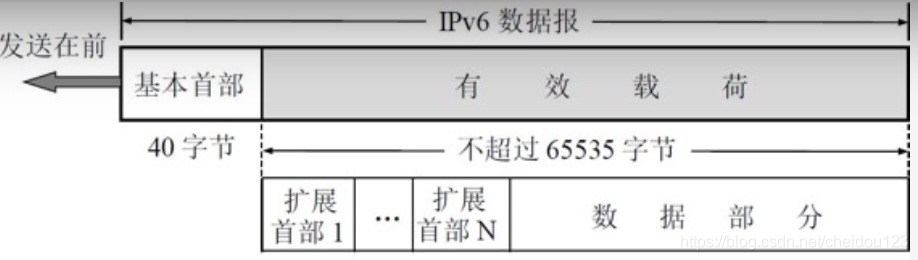 IPv6 数据报
发送在前
基本首部
有 效 载 荷
40 字节
不超过 65535 字节
扩展
首部 1
...
扩展
首部 N
数 据 部 分
https://blog.csdn.net/cheidou123